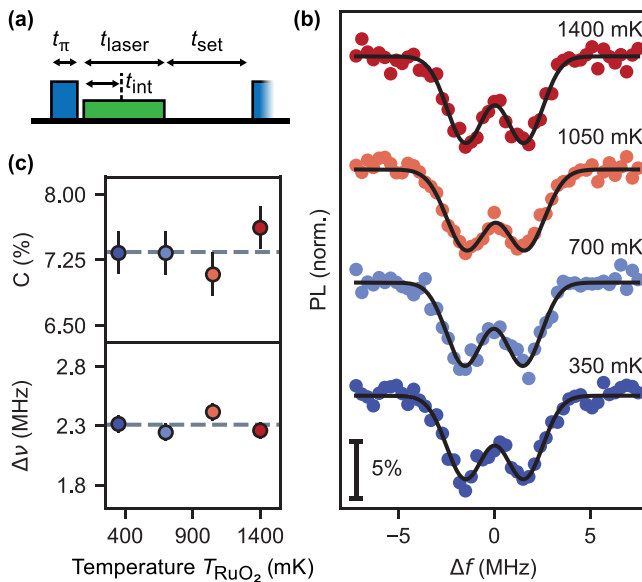 (a)
t_π t_laser t_set
t_int
(b)
1400 mK
1050 mK
700 mK
350 mK
5%
PL (norm.)
−5 0 5
Δf (MHz)
(c)
8.00
7.25
6.50
C (%)
2.8
2.3
1.8
Δν (MHz)
400 900 1400
Temperature T_RuO₂ (mK)